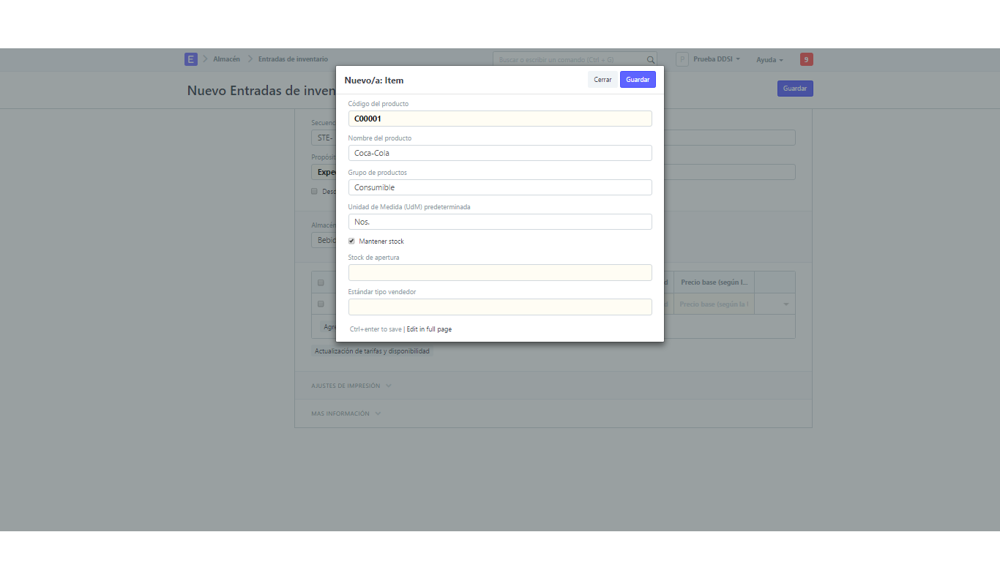 E Almacén Entradas de inventario Buscar o escribir un comando (Ctrl + G) P Prueba DDSI Ayuda 9
Nuevo Entradas de inven Guardar
Nuevo/a: Item Cerrar Guardar
Código del producto
C00001
Nombre del producto
Coca-Cola
Grupo de productos
Consumible
Unidad de Medida (UdM) predeterminada
Nos.
Mantener stock
Stock de apertura
Estándar tipo vendedor
Ctrl+enter to save | Edit in full page
Secuenc
STE-
Propósit
Expe
Desc
Almacén
Bebid
d Precio base (según l...
d Precio base (según la l
Agre
Actualización de tarifas y disponibilidad
AJUSTES DE IMPRESIÓN
MAS INFORMACIÓN